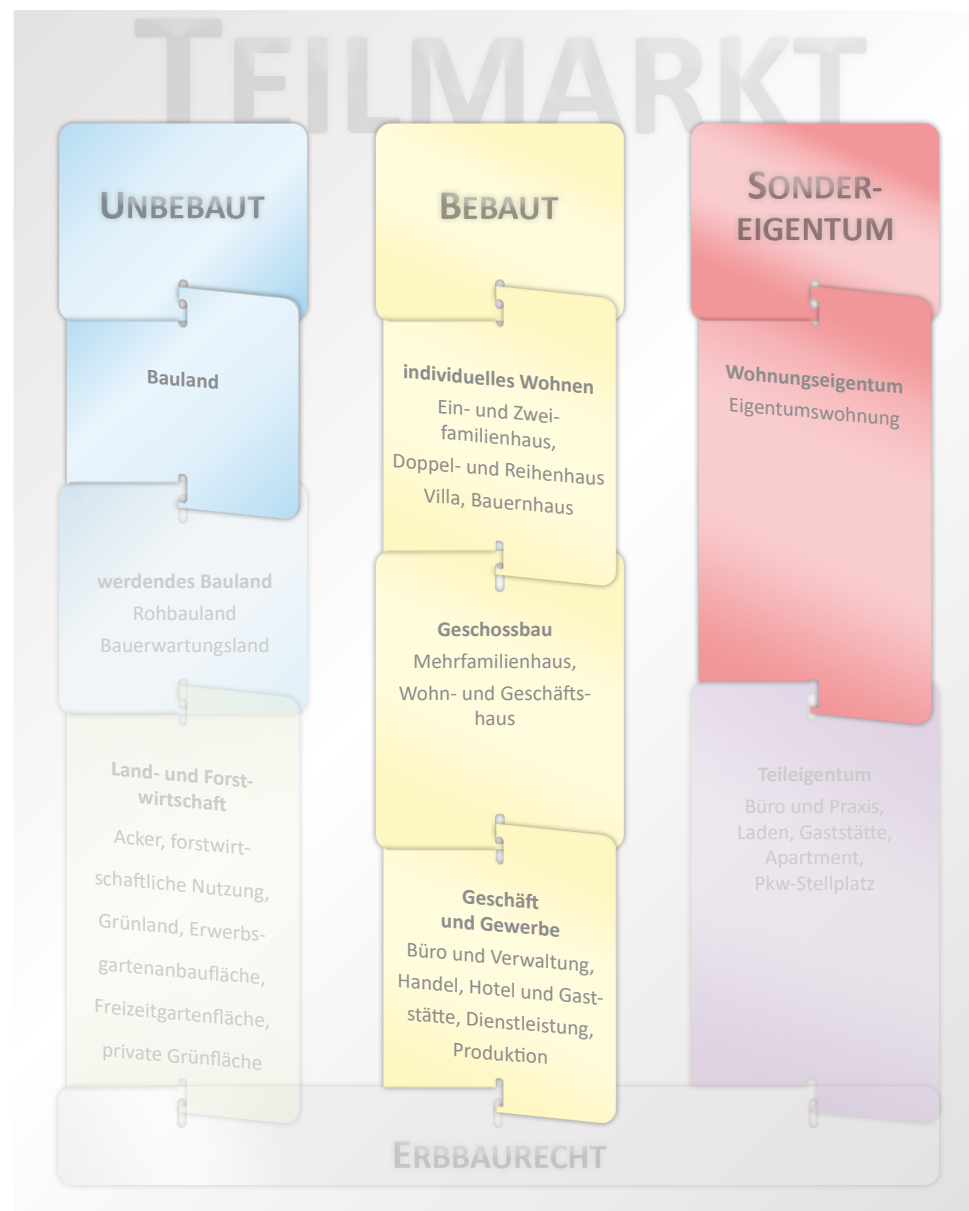 TEILMARKT
UNBEBAUT
Bauland
werdendes Bauland
Rohbauland
Bauerwartungsland
Land- und Forst-
wirtschaft
Acker, forstwirt-
schaftliche Nutzung,
Grünland, Erwerbs-
gartenanbaufläche,
Freizeitgartenfläche,
private Grünfläche
BEBAUT
individuelles Wohnen
Ein- und Zwei-
familienhaus,
Doppel- und Reihenhaus
Villa, Bauernhaus
Geschossbau
Mehrfamilienhaus,
Wohn- und Geschäfts-
haus
Geschäft
und Gewerbe
Büro und Verwaltung,
Handel, Hotel und Gast-
stätte, Dienstleistung,
Produktion
SONDER-
EIGENTUM
Wohnungseigentum
Eigentumswohnung
Teileigentum
Büro und Praxis,
Laden, Gaststätte,
Apartment,
Pkw-Stellplatz
ERBBAURECHT